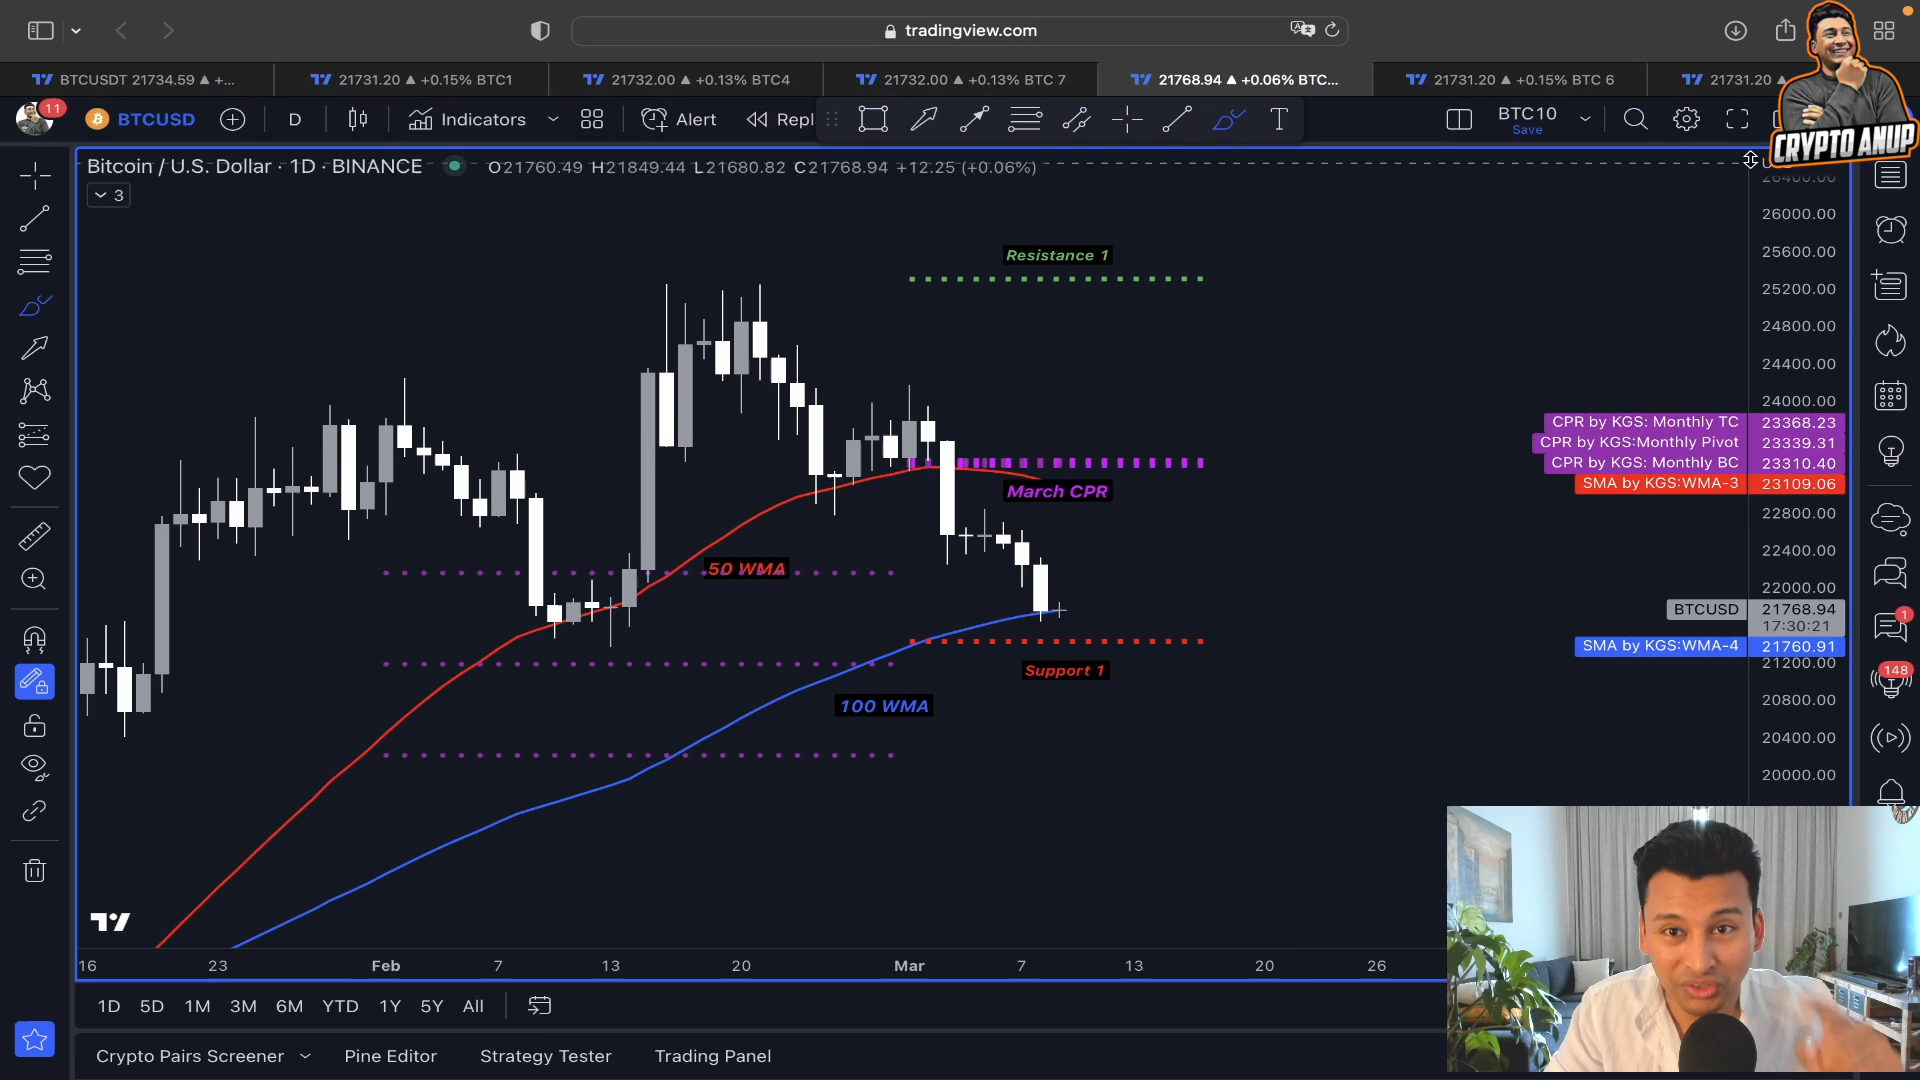 tradingview.com
BTCUSDT 21734.59 ▲ +...
21731.20 ▲ +0.15% BTC1
21732.00 ▲ +0.13% BTC4
21732.00 ▲ +0.13% BTC 7
21768.94 ▲ +0.06% BTC...
21731.20 ▲ +0.15% BTC 6
21731.20 ▲
11
BTCUSD
D
Indicators
Alert
Repl
T
BTC10
Save
CRYPTO ANUP
Bitcoin / U.S. Dollar · 1D · BINANCE
O21760.49 H21849.44 L21680.82 C21768.94 +12.25 (+0.06%)
3
26400.00
26000.00
Resistance 1
25600.00
25200.00
24800.00
24400.00
24000.00
CPR by KGS: Monthly TC 23368.23
CPR by KGS:Monthly Pivot 23339.31
CPR by KGS: Monthly BC 23310.40
SMA by KGS:WMA-3 23109.06
March CPR
22800.00
22400.00
50 WMA
22000.00
BTCUSD 21768.94
17:30:21
1
SMA by KGS:WMA-4 21760.91
21200.00
Support 1
148
20800.00
100 WMA
20400.00
20000.00
16 23 Feb 7 13 20 Mar 7 13 20 26
1D 5D 1M 3M 6M YTD 1Y 5Y All
Crypto Pairs Screener Pine Editor Strategy Tester Trading Panel